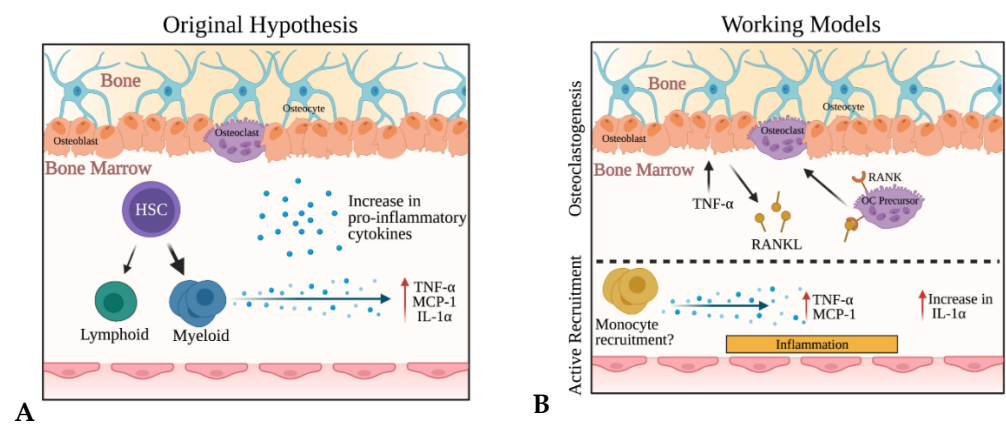 Original Hypothesis
Bone
Osteocyte
Osteoblast
Osteoclast
Bone Marrow
HSC
Increase in
pro-inflammatory
cytokines
Lymphoid
Myeloid
TNF-α
MCP-1
IL-1α
A
Working Models
Osteoclastogenesis
Bone
Osteocyte
Osteoblast
Osteoclast
Bone Marrow
TNF-α
RANKL
RANK
OC Precursor
Active Recruitment
Monocyte
recruitment?
TNF-α
MCP-1
Increase in
IL-1α
Inflammation
B